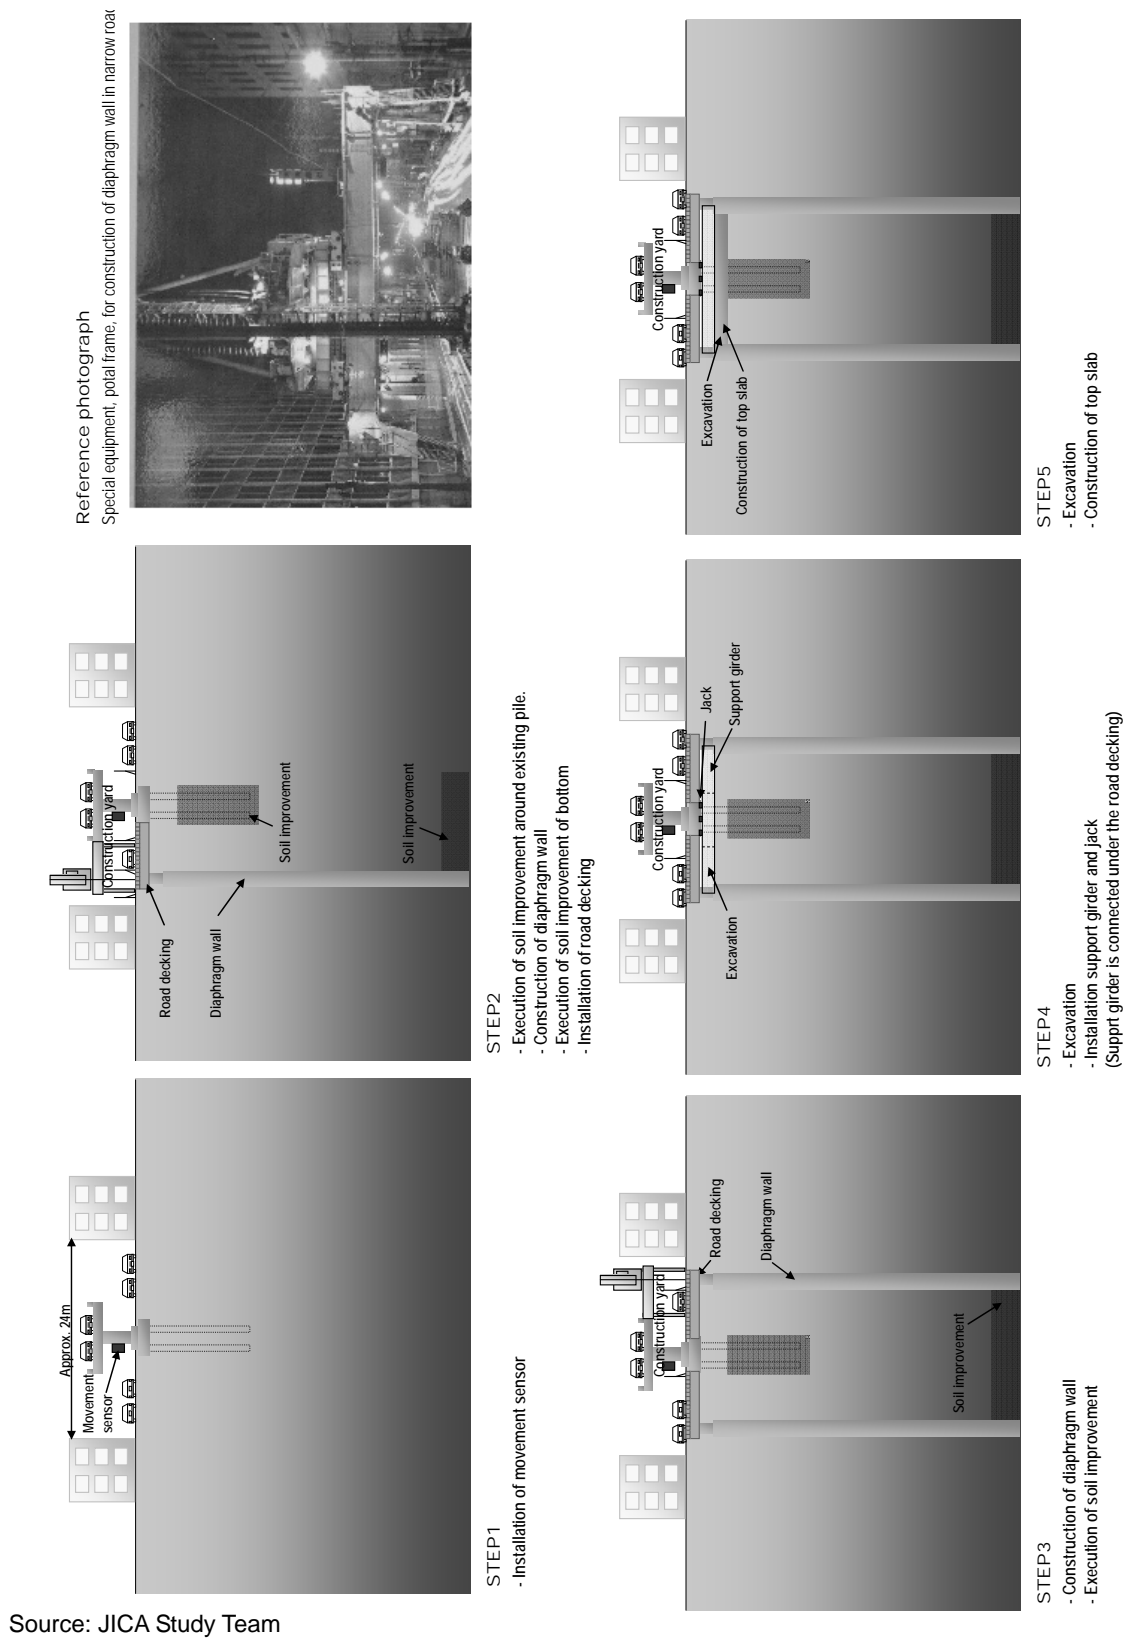 Approx. 24m
Movement
sensor
STEP1
- Installation of movement sensor
Construction yard
Road decking
Diaphragm wall
Soil improvement
Soil improvement
STEP2
- Execution of soil improvement around existing pile.
- Construction of diaphragm wall
- Execution of soil improvement of bottom
- Installation of road decking
Reference photograph
Special equipment, potal frame, for construction of diaphragm wall in narrow road
Construction yard
Road decking
Diaphragm wall
Soil improvement
STEP3
- Construction of diaphragm wall
- Execution of soil improvement
Construction yard
Jack
Support girder
Excavation
STEP4
- Excavation
- Installation support girder and jack
(Supprt girder is connected under the road decking)
Construction yard
Excavation
Construction of top slab
STEP5
- Excavation
- Construction of top slab
Source: JICA Study Team